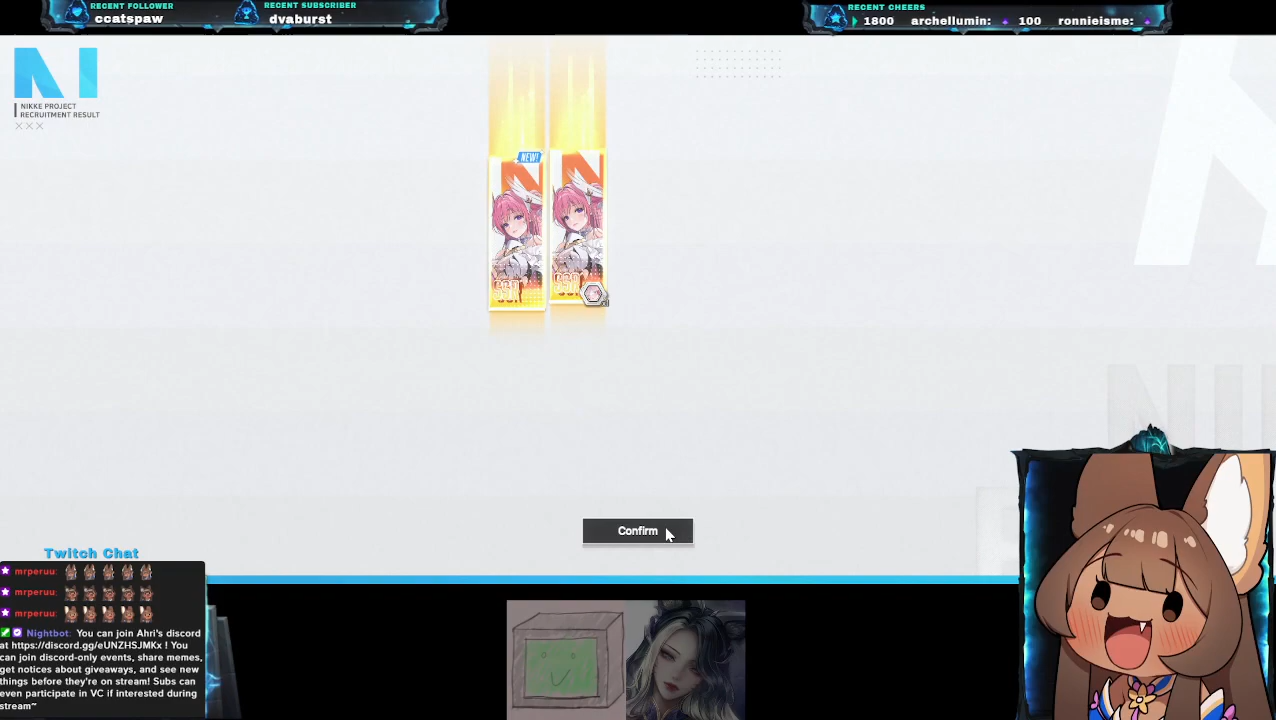 RECENT FOLLOWER
ccatspaw
RECENT SUBSCRIBER
dvaburst
RECENT CHEERS
1800 archellumin: 100 ronnieisme:
NI
NIKKE PROJECT
RECRUITMENT RESULT
NEW!
SSR
SSR
Confirm
Twitch Chat
mrperuu:
mrperuu:
mrperuu:
Nightbot: You can join Ahri's discord
at https://discord.gg/eUNZHSJMKx ! You
can join discord-only events, share memes,
get notices about giveaways, and see new
things before they're on stream! Subs can
even participate in VC if interested during
stream~